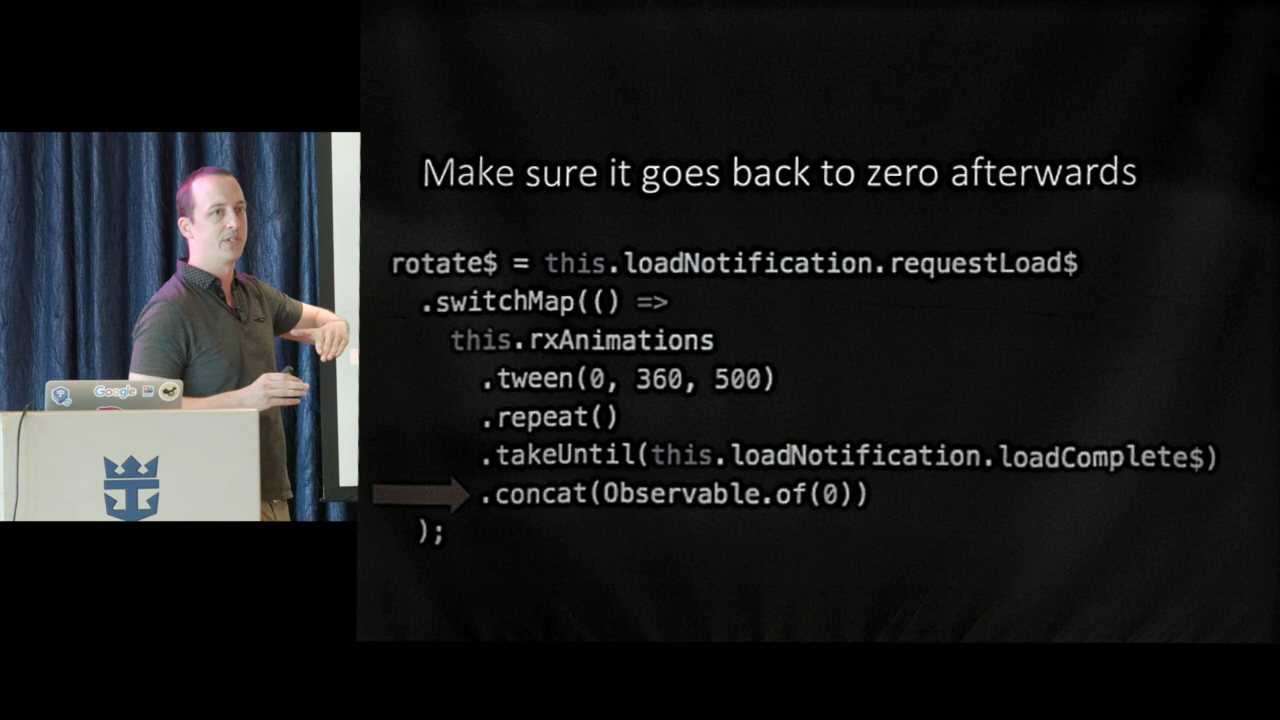 Make sure it goes back to zero afterwards
rotate$ = this.loadNotification.requestLoad$
.switchMap(() =>
this.rxAnimations
.tween(0, 360, 500)
.repeat()
.takeUntil(this.loadNotification.loadComplete$)
.concat(Observable.of(0))
);
Google